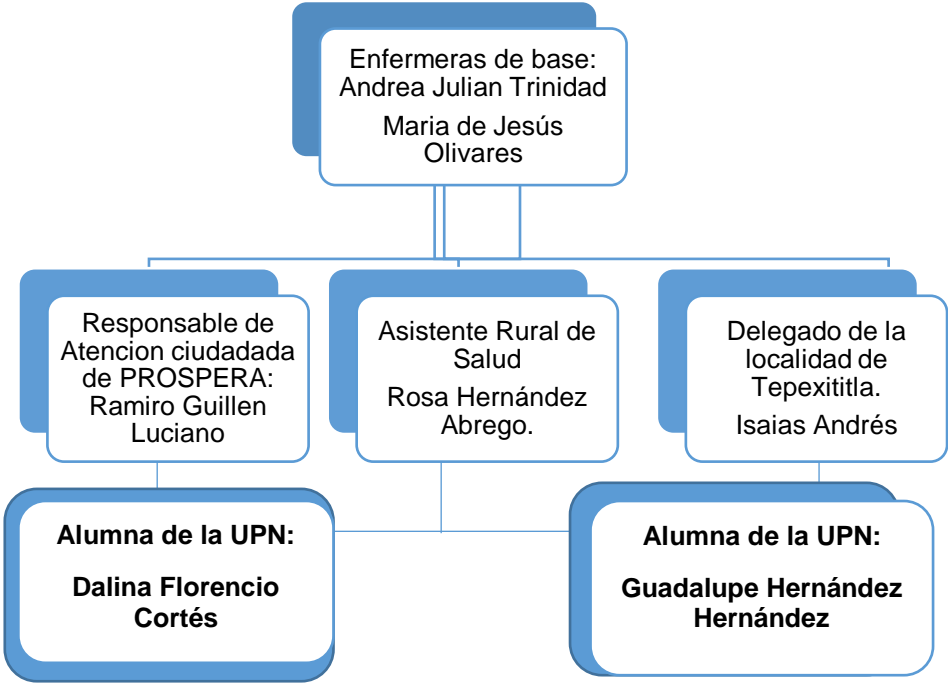 Enfermeras de base:
Andrea Julian Trinidad
Maria de Jesús
Olivares
Responsable de
Atencion ciudadada
de PROSPERA:
Ramiro Guillen
Luciano
Asistente Rural de
Salud
Rosa Hernández
Abrego.
Delegado de la
localidad de
Tepexititla.
Isaias Andrés
Alumna de la UPN:
Dalina Florencio
Cortés
Alumna de la UPN:
Guadalupe Hernández
Hernández